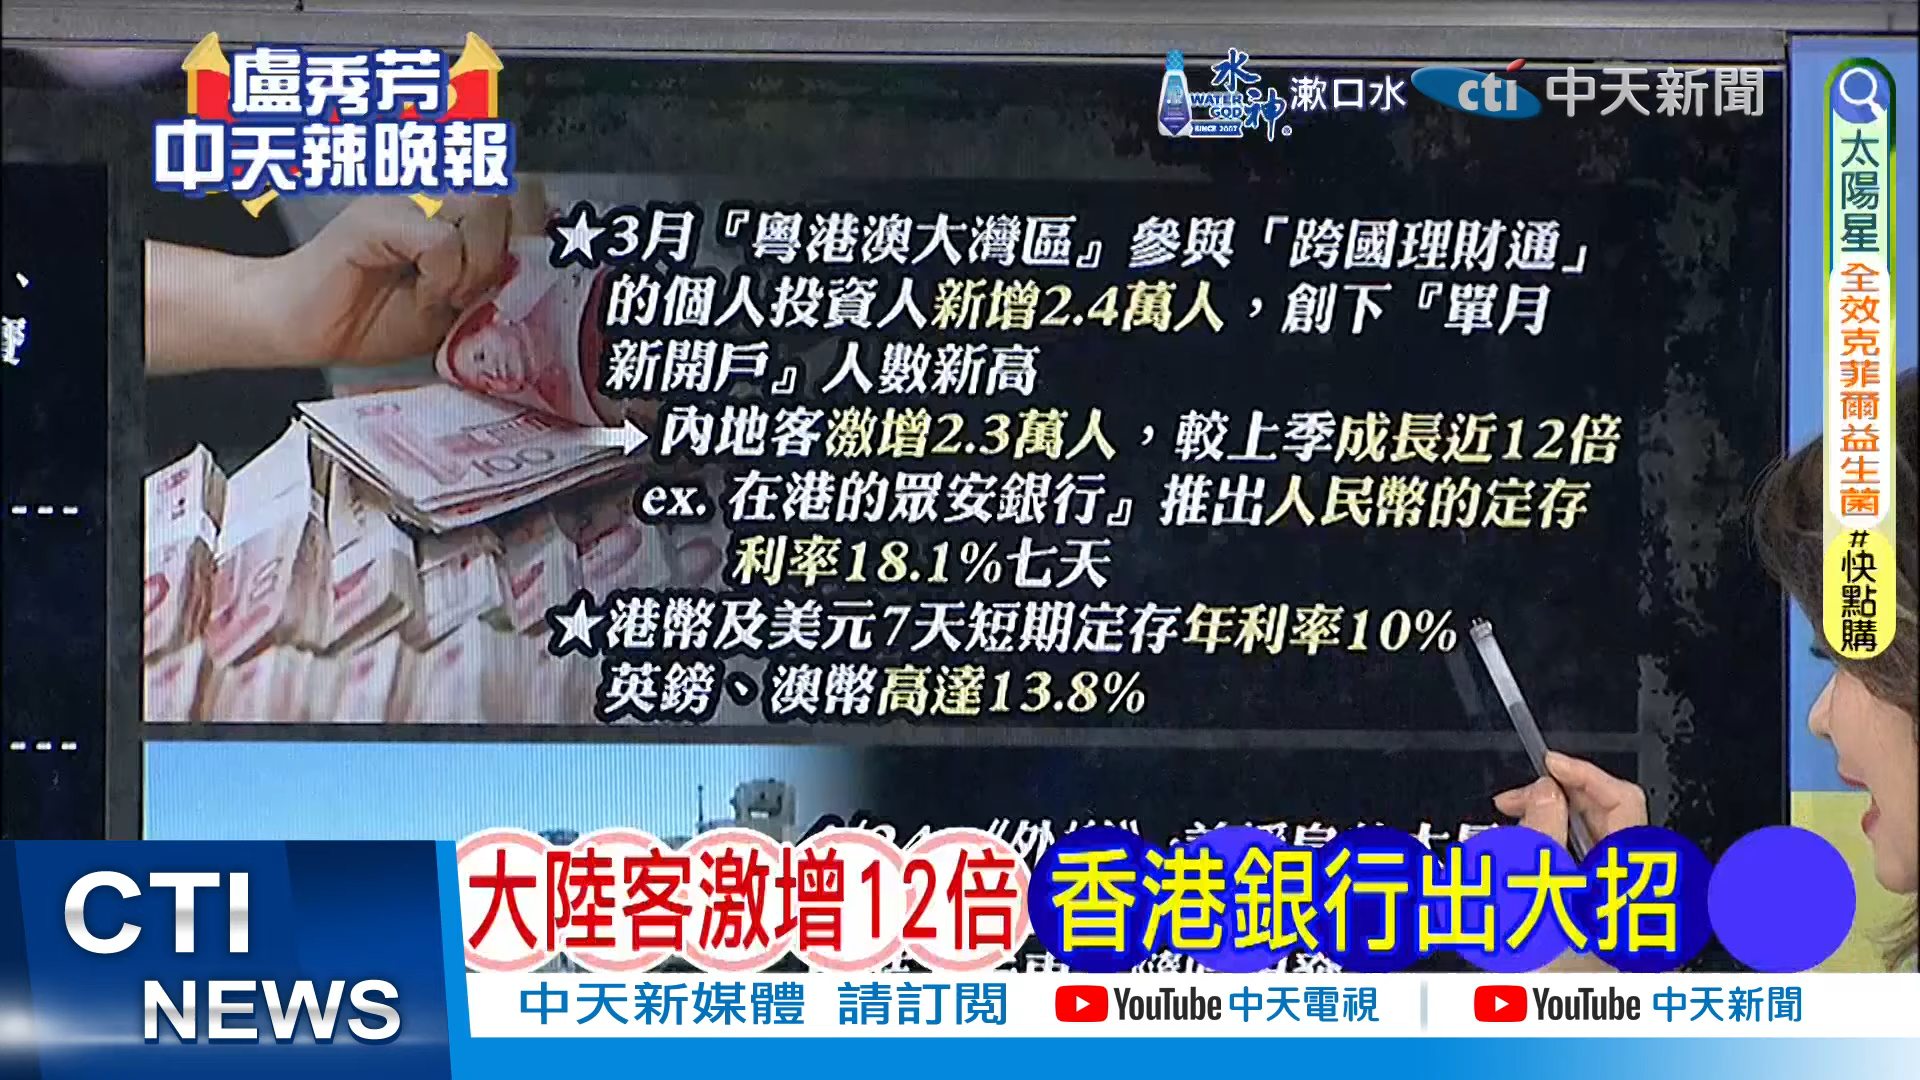 盧秀芳
中天辣晚報
水神
WATER GOD
SINCE 2007
漱口水
cti 中天新聞
太陽星
全效克菲爾益生菌
#快點購
★3月『粵港澳大灣區』參與「跨國理財通」
的個人投資人新增2.4萬人，創下『單月
新開戶』人數新高
內地客激增2.3萬人，較上季成長近12倍
ex. 在港的眾安銀行』推出人民幣的定存
利率18.1%七天
★港幣及美元7天短期定存年利率10%
英鎊、澳幣高達13.8%
100
大陸客激增12倍 香港銀行出大招
CTI
NEWS
中天新媒體 請訂閱 YouTube 中天電視 | YouTube 中天新聞